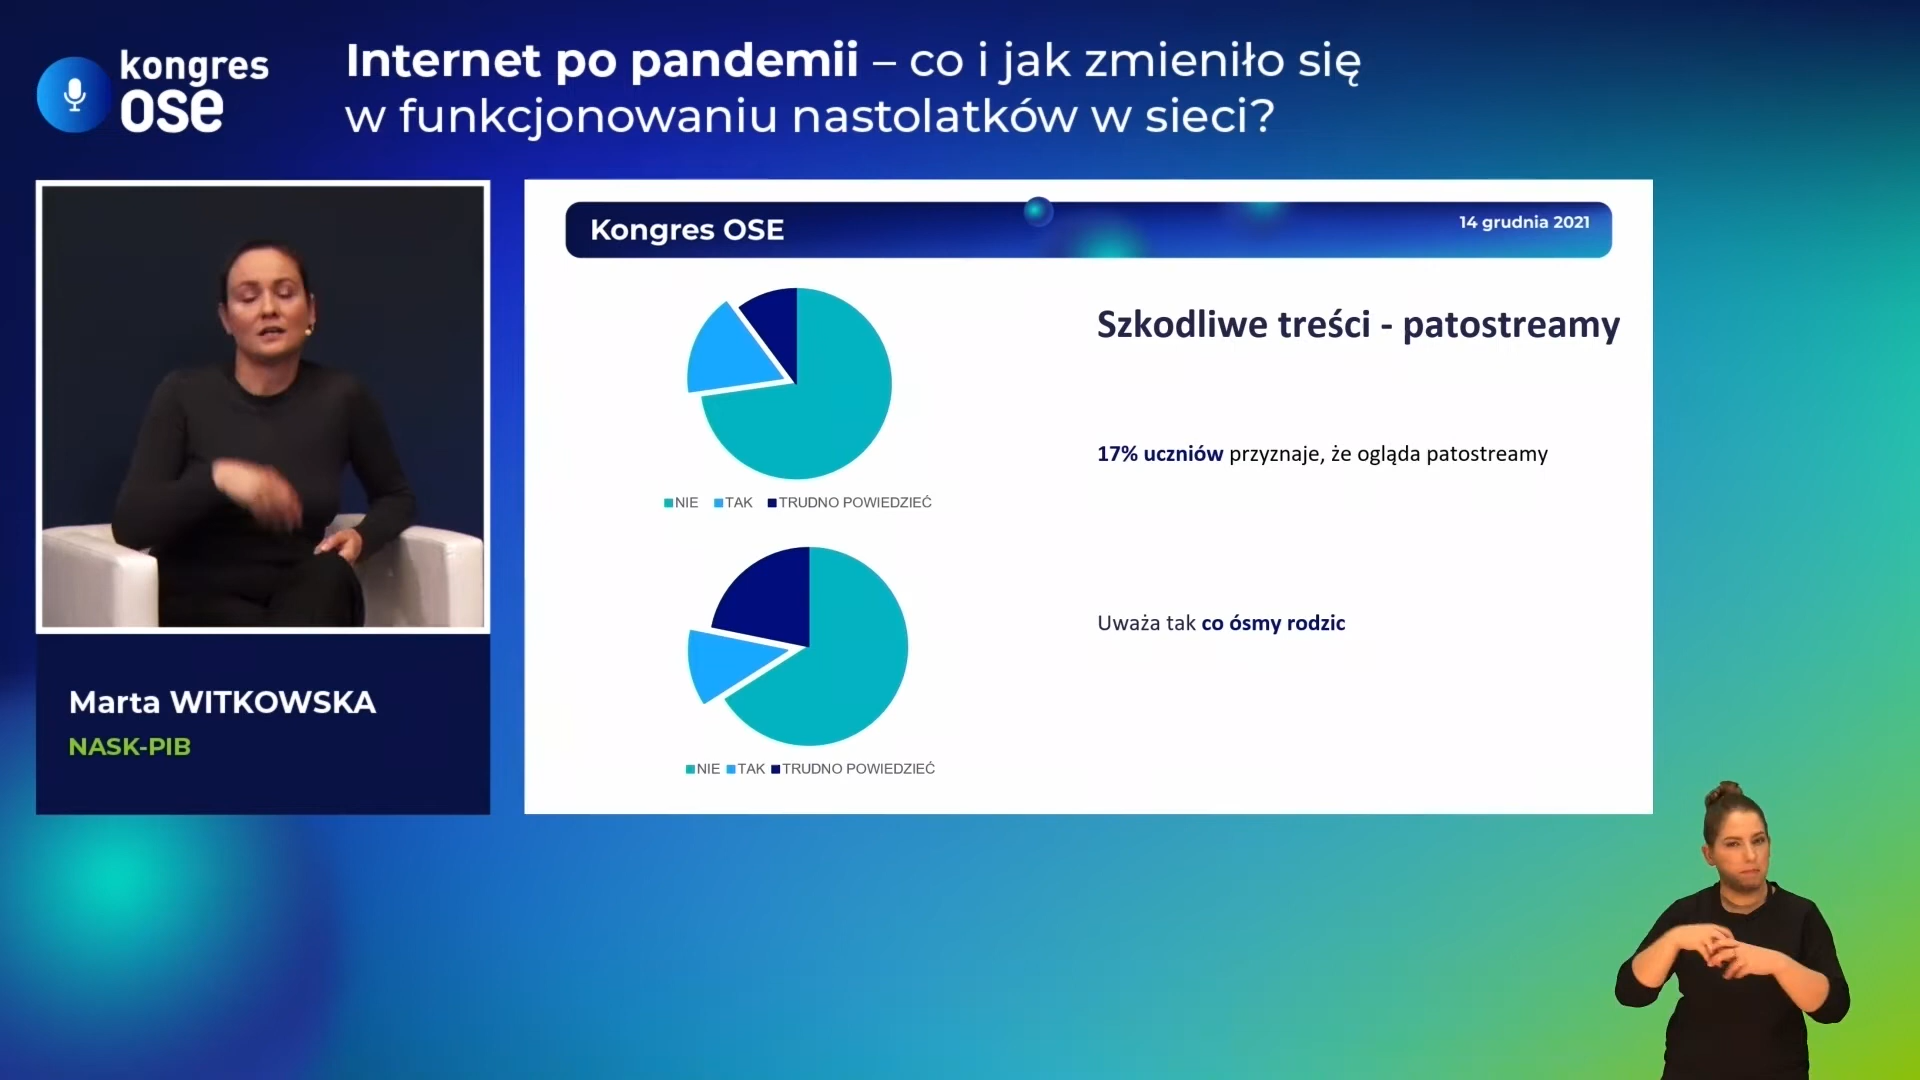 kongres
ose
Internet po pandemii – co i jak zmieniło się
w funkcjonowaniu nastolatków w sieci?
Kongres OSE
14 grudnia 2021
Szkodliwe treści - patostreamy
17% uczniów przyznaje, że ogląda patostreamy
NIE TAK TRUDNO POWIEDZIEĆ
Uważa tak co ósmy rodzic
NIE TAK TRUDNO POWIEDZIEĆ
Marta WITKOWSKA
NASK-PIB